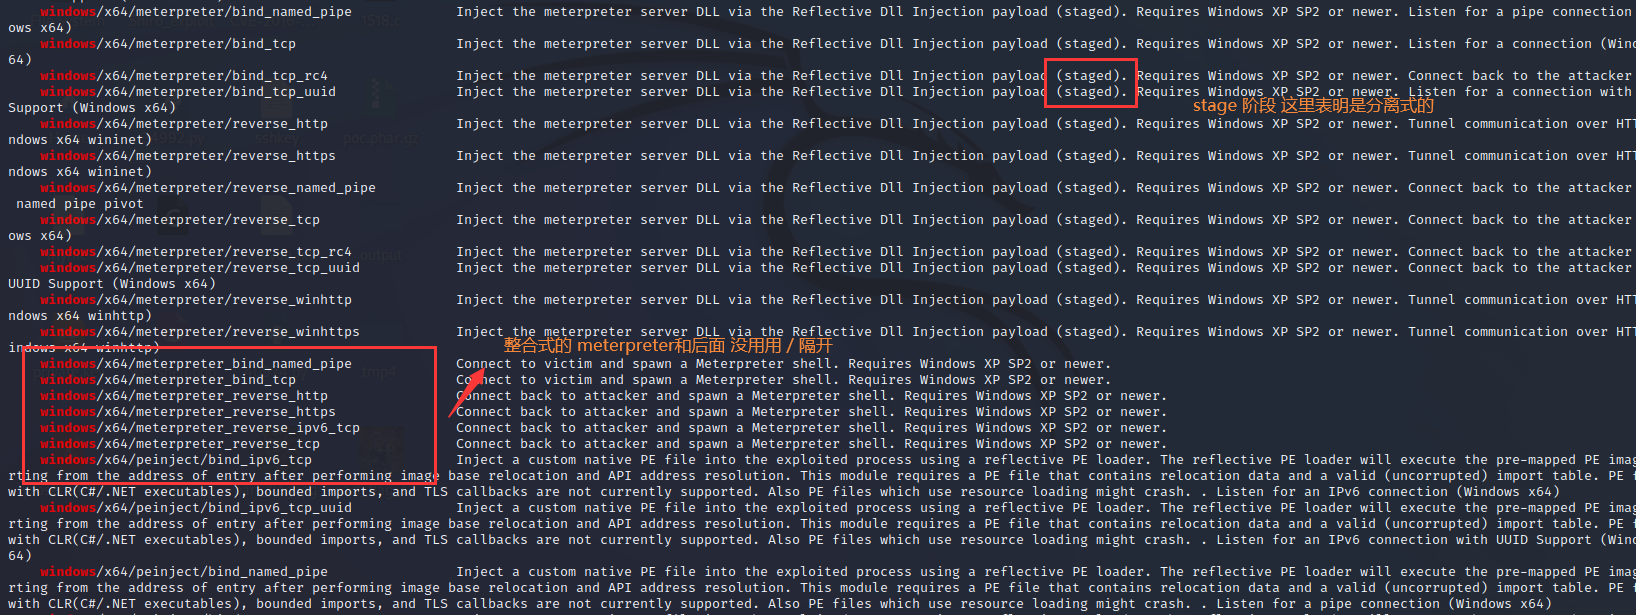 windows/x64/meterpreter/bind_named_pipe Inject the meterpreter server DLL via the Reflective Dll Injection payload (staged). Requires Windows XP SP2 or newer. Listen for a pipe connection
ows x64)
windows/x64/meterpreter/bind_tcp Inject the meterpreter server DLL via the Reflective Dll Injection payload (staged). Requires Windows XP SP2 or newer. Listen for a connection (Win
64)
windows/x64/meterpreter/bind_tcp_rc4 Inject the meterpreter server DLL via the Reflective Dll Injection payload (staged). Requires Windows XP SP2 or newer. Connect back to the attacker
windows/x64/meterpreter/bind_tcp_uuid Inject the meterpreter server DLL via the Reflective Dll Injection payload (staged). Requires Windows XP SP2 or newer. Listen for a connection with
Support (Windows x64)
stage 阶段 这里表明是分离式的
windows/x64/meterpreter/reverse_http Inject the meterpreter server DLL via the Reflective Dll Injection payload (staged). Requires Windows XP SP2 or newer. Tunnel communication over HT
ndows x64 wininet)
windows/x64/meterpreter/reverse_https Inject the meterpreter server DLL via the Reflective Dll Injection payload (staged). Requires Windows XP SP2 or newer. Tunnel communication over HT
ndows x64 wininet)
windows/x64/meterpreter/reverse_named_pipe Inject the meterpreter server DLL via the Reflective Dll Injection payload (staged). Requires Windows XP SP2 or newer. Connect back to the attacker
named pipe pivot
windows/x64/meterpreter/reverse_tcp Inject the meterpreter server DLL via the Reflective Dll Injection payload (staged). Requires Windows XP SP2 or newer. Connect back to the attacker
ows x64)
windows/x64/meterpreter/reverse_tcp_rc4 Inject the meterpreter server DLL via the Reflective Dll Injection payload (staged). Requires Windows XP SP2 or newer. Connect back to the attacker
windows/x64/meterpreter/reverse_tcp_uuid Inject the meterpreter server DLL via the Reflective Dll Injection payload (staged). Requires Windows XP SP2 or newer. Connect back to the attacker
UUID Support (Windows x64)
windows/x64/meterpreter/reverse_winhttp Inject the meterpreter server DLL via the Reflective Dll Injection payload (staged). Requires Windows XP SP2 or newer. Tunnel communication over HT
ndows x64 winhttp)
windows/x64/meterpreter/reverse_winhttps Inject the meterpreter server DLL via the Reflective Dll Injection payload (staged). Requires Windows XP SP2 or newer. Tunnel communication over HT
indows x64 winhttp)
整合式的 meterpreter和后面 没用用 / 隔开
windows/x64/meterpreter_bind_named_pipe Connect to victim and spawn a Meterpreter shell. Requires Windows XP SP2 or newer.
windows/x64/meterpreter_bind_tcp Connect to victim and spawn a Meterpreter shell. Requires Windows XP SP2 or newer.
windows/x64/meterpreter_reverse_http Connect back to attacker and spawn a Meterpreter shell. Requires Windows XP SP2 or newer.
windows/x64/meterpreter_reverse_https Connect back to attacker and spawn a Meterpreter shell. Requires Windows XP SP2 or newer.
windows/x64/meterpreter_reverse_ipv6_tcp Connect back to attacker and spawn a Meterpreter shell. Requires Windows XP SP2 or newer.
windows/x64/meterpreter_reverse_tcp Connect back to attacker and spawn a Meterpreter shell. Requires Windows XP SP2 or newer.
windows/x64/peinject/bind_ipv6_tcp Inject a custom native PE file into the exploited process using a reflective PE loader. The reflective PE loader will execute the pre-mapped PE imag
rting from the address of entry after performing image base relocation and API address resolution. This module requires a PE file that contains relocation data and a valid (uncorrupted) import table. PE f
with CLR(C#/.NET executables), bounded imports, and TLS callbacks are not currently supported. Also PE files which use resource loading might crash. . Listen for an IPv6 connection (Windows x64)
windows/x64/peinject/bind_ipv6_tcp_uuid Inject a custom native PE file into the exploited process using a reflective PE loader. The reflective PE loader will execute the pre-mapped PE imag
rting from the address of entry after performing image base relocation and API address resolution. This module requires a PE file that contains relocation data and a valid (uncorrupted) import table. PE f
with CLR(C#/.NET executables), bounded imports, and TLS callbacks are not currently supported. Also PE files which use resource loading might crash. . Listen for an IPv6 connection with UUID Support (Win
64)
windows/x64/peinject/bind_named_pipe Inject a custom native PE file into the exploited process using a reflective PE loader. The reflective PE loader will execute the pre-mapped PE imag
rting from the address of entry after performing image base relocation and API address resolution. This module requires a PE file that contains relocation data and a valid (uncorrupted) import table. PE f
with CLR(C#/.NET executables), bounded imports, and TLS callbacks are not currently supported. Also PE files which use resource loading might crash. . Listen for a pipe connection (Windows x64)